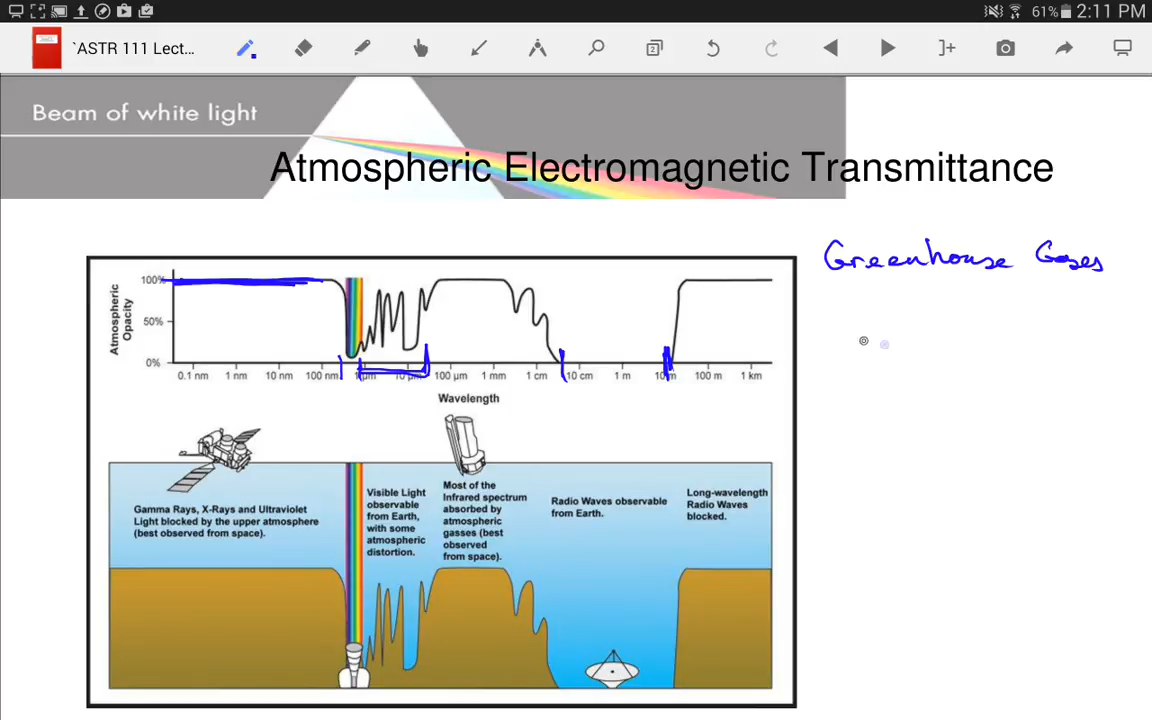 61% 2:11 PM
`ASTR 111 Lect...
2
Beam of white light
Atmospheric Electromagnetic Transmittance
Greenhouse Gases
Atmospheric
Opacity
100%
50%
0%
0.1 nm 1 nm 10 nm 100 nm 1 μm 10 μm 100 μm 1 mm 1 cm 10 cm 1 m 10 m 100 m 1 km
Wavelength
Gamma Rays, X-Rays and Ultraviolet
Light blocked by the upper atmosphere
(best observed from space).
Visible Light
observable
from Earth,
with some
atmospheric
distortion.
Most of the
Infrared spectrum
absorbed by
atmospheric
gasses (best
observed
from space).
Radio Waves observable
from Earth.
Long-wavelength
Radio Waves
blocked.